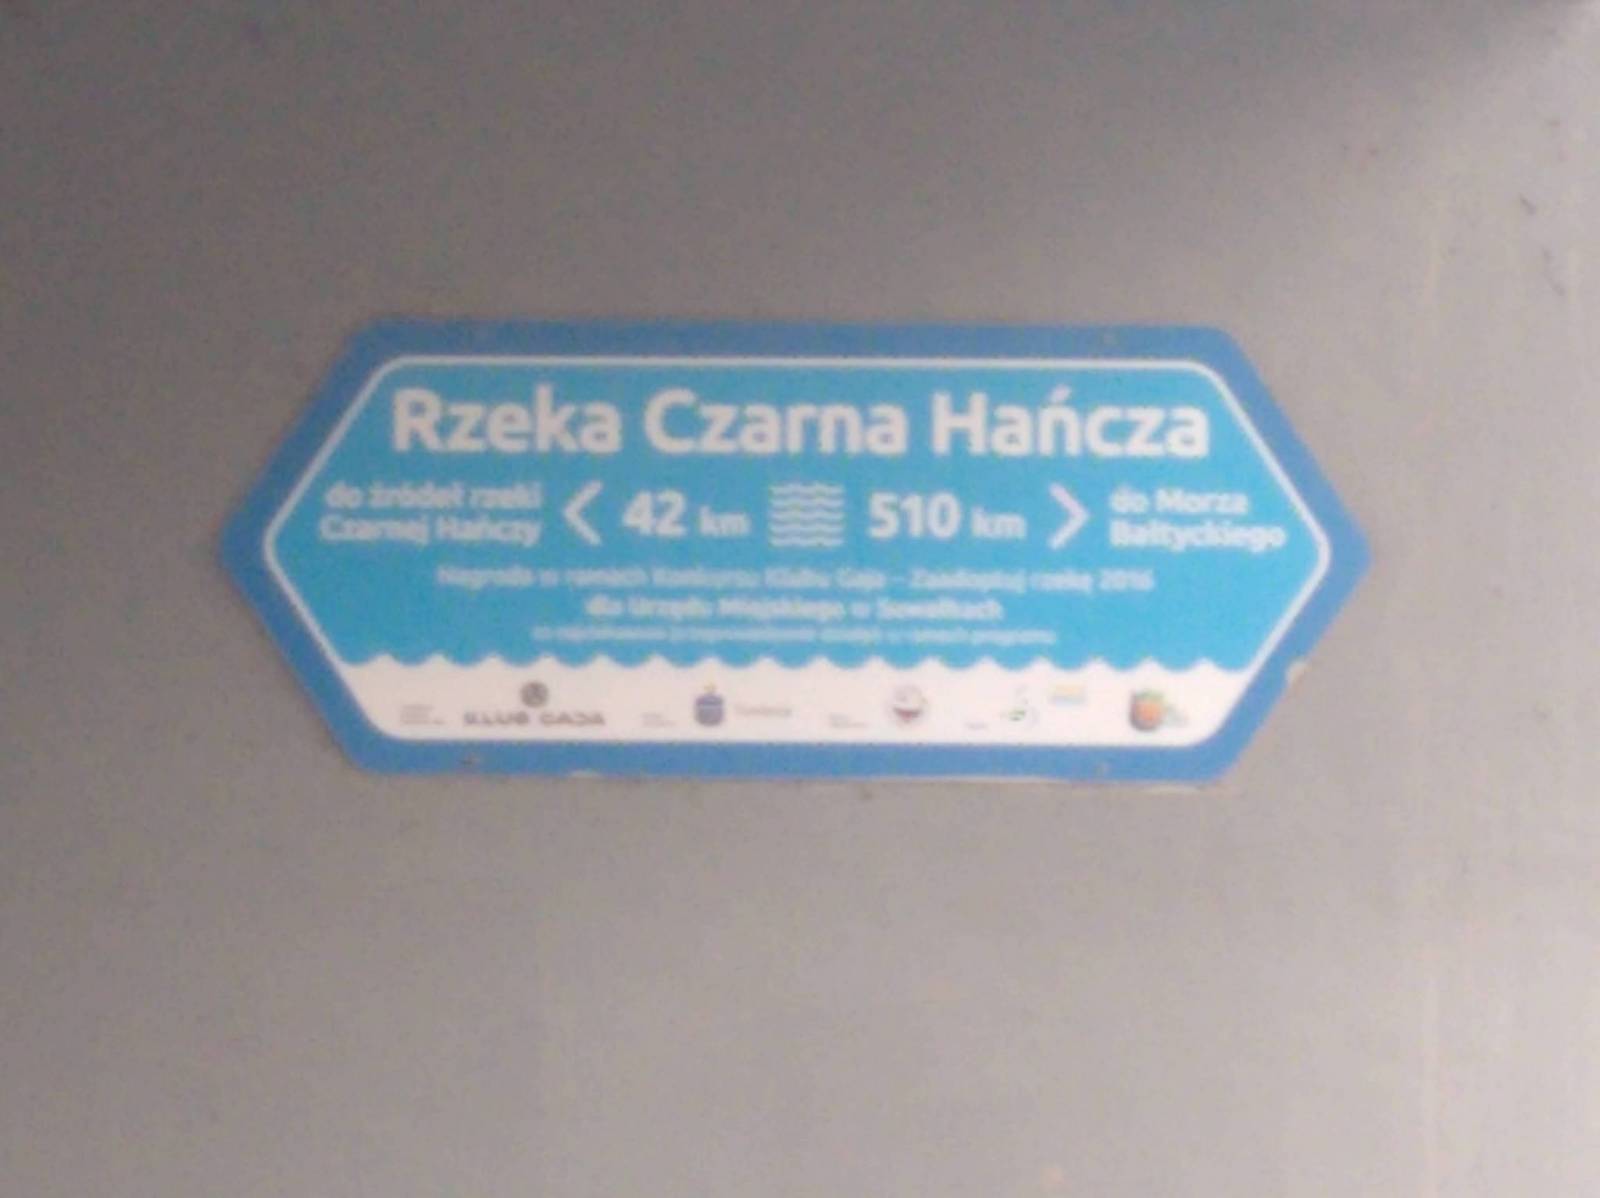 Rzeka Czarna Hańcza
do źródeł rzeki
Czarnej Hańczy
< 42 km
510 km >
do Morza
Bałtyckiego
Nagroda w ramach Konkursu Klubu Gaja – Zaadoptuj rzekę 2016
dla Urzędu Miejskiego w Suwałkach
KLUB GAJA